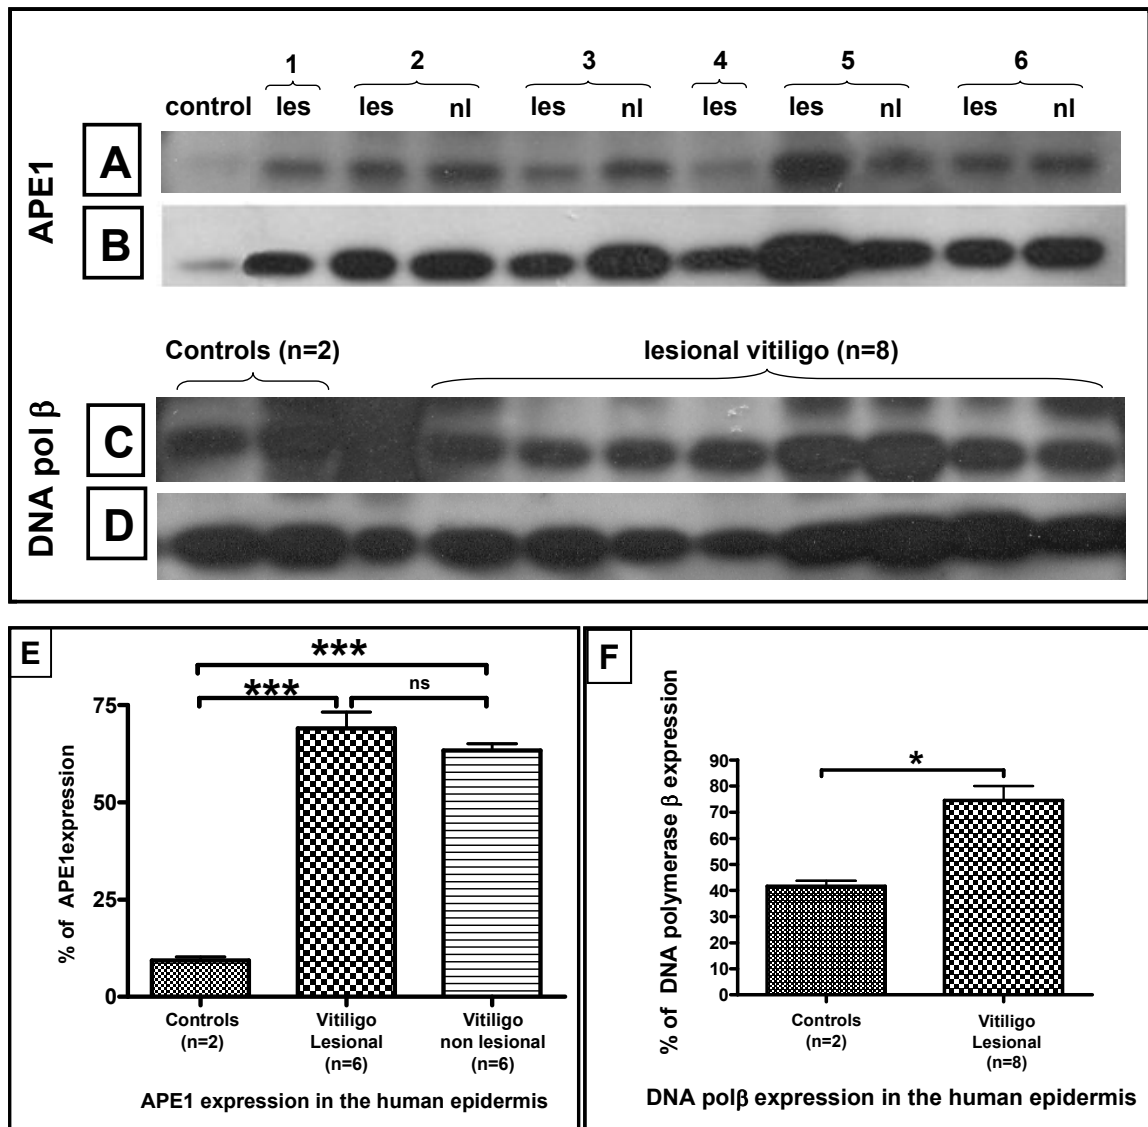 1 2 3 4 5 6
control les les nl les nl les les nl les nl
APE1
A
B
Controls (n=2) lesional vitiligo (n=8)
DNA pol β
C
D
E
*** 
*** ns
% of APE1expression
75
50
25
0
Controls (n=2)
Vitiligo Lesional (n=6)
Vitiligo non lesional (n=6)
APE1 expression in the human epidermis
F
*
% of DNA polymerase β expression
90
80
70
60
50
40
30
20
10
0
Controls (n=2)
Vitiligo Lesional (n=8)
DNA polβ expression in the human epidermis